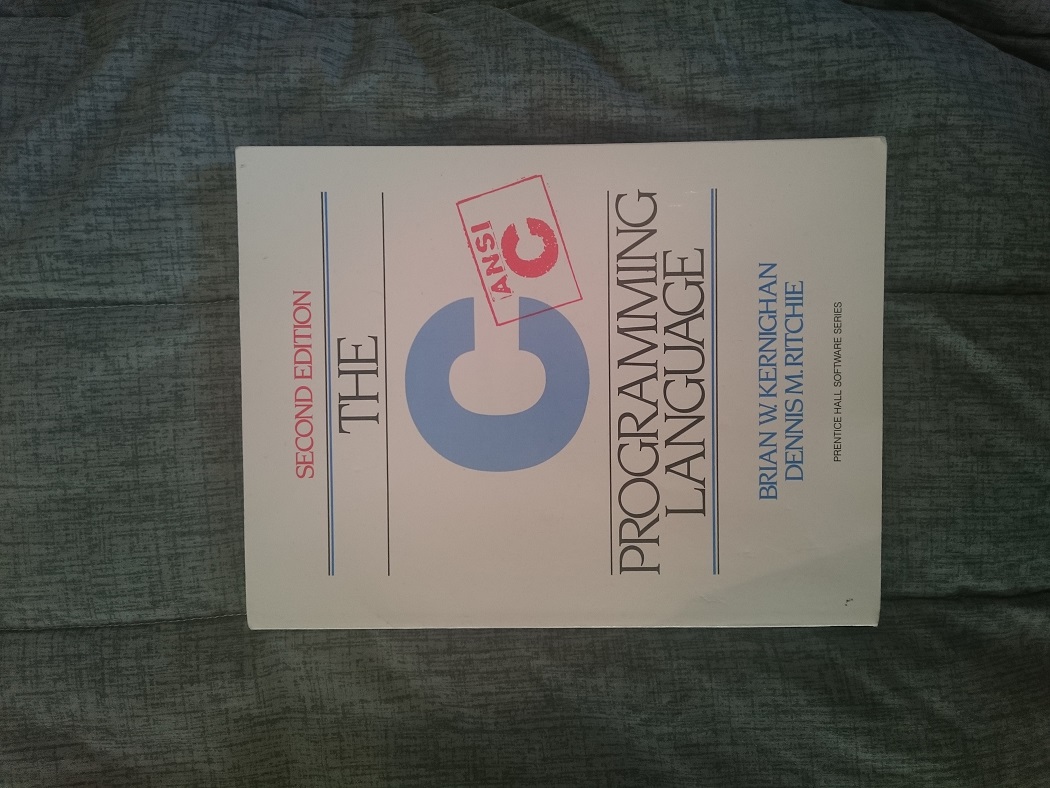 SECOND EDITION
THE
C
ANSI
C
PROGRAMMING
LANGUAGE
BRIAN W. KERNIGHAN
DENNIS M. RITCHIE
PRENTICE HALL SOFTWARE SERIES